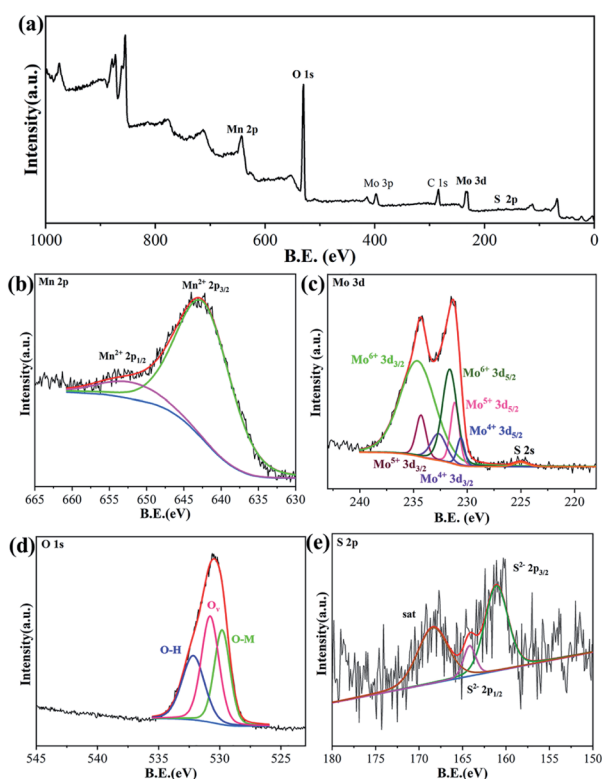 (a)
Intensity(a.u.)
Mn 2p
O 1s
Mo 3p
C 1s
Mo 3d
S 2p
1000 800 600 400 200 0
B.E. (eV)
(b)
Mn 2p
Intensity(a.u.)
Mn²⁺ 2p₃/₂
Mn²⁺ 2p₁/₂
665 660 655 650 645 640 635 630
B.E.(eV)
(c)
Mo 3d
Intensity(a.u.)
Mo⁶⁺ 3d₃/₂
Mo⁶⁺ 3d₅/₂
Mo⁵⁺ 3d₅/₂
Mo⁴⁺ 3d₅/₂
S 2s
Mo⁵⁺ 3d₃/₂
Mo⁴⁺ 3d₃/₂
240 235 230 225 220
B.E. (eV)
(d)
O 1s
Intensity(a.u.)
Oᵥ
O-H
O-M
545 540 535 530 525
B.E.(eV)
(e)
S 2p
Intensity(a.u.)
S²⁻ 2p₃/₂
sat
S²⁻ 2p₁/₂
180 175 170 165 160 155 150
B.E.(eV)